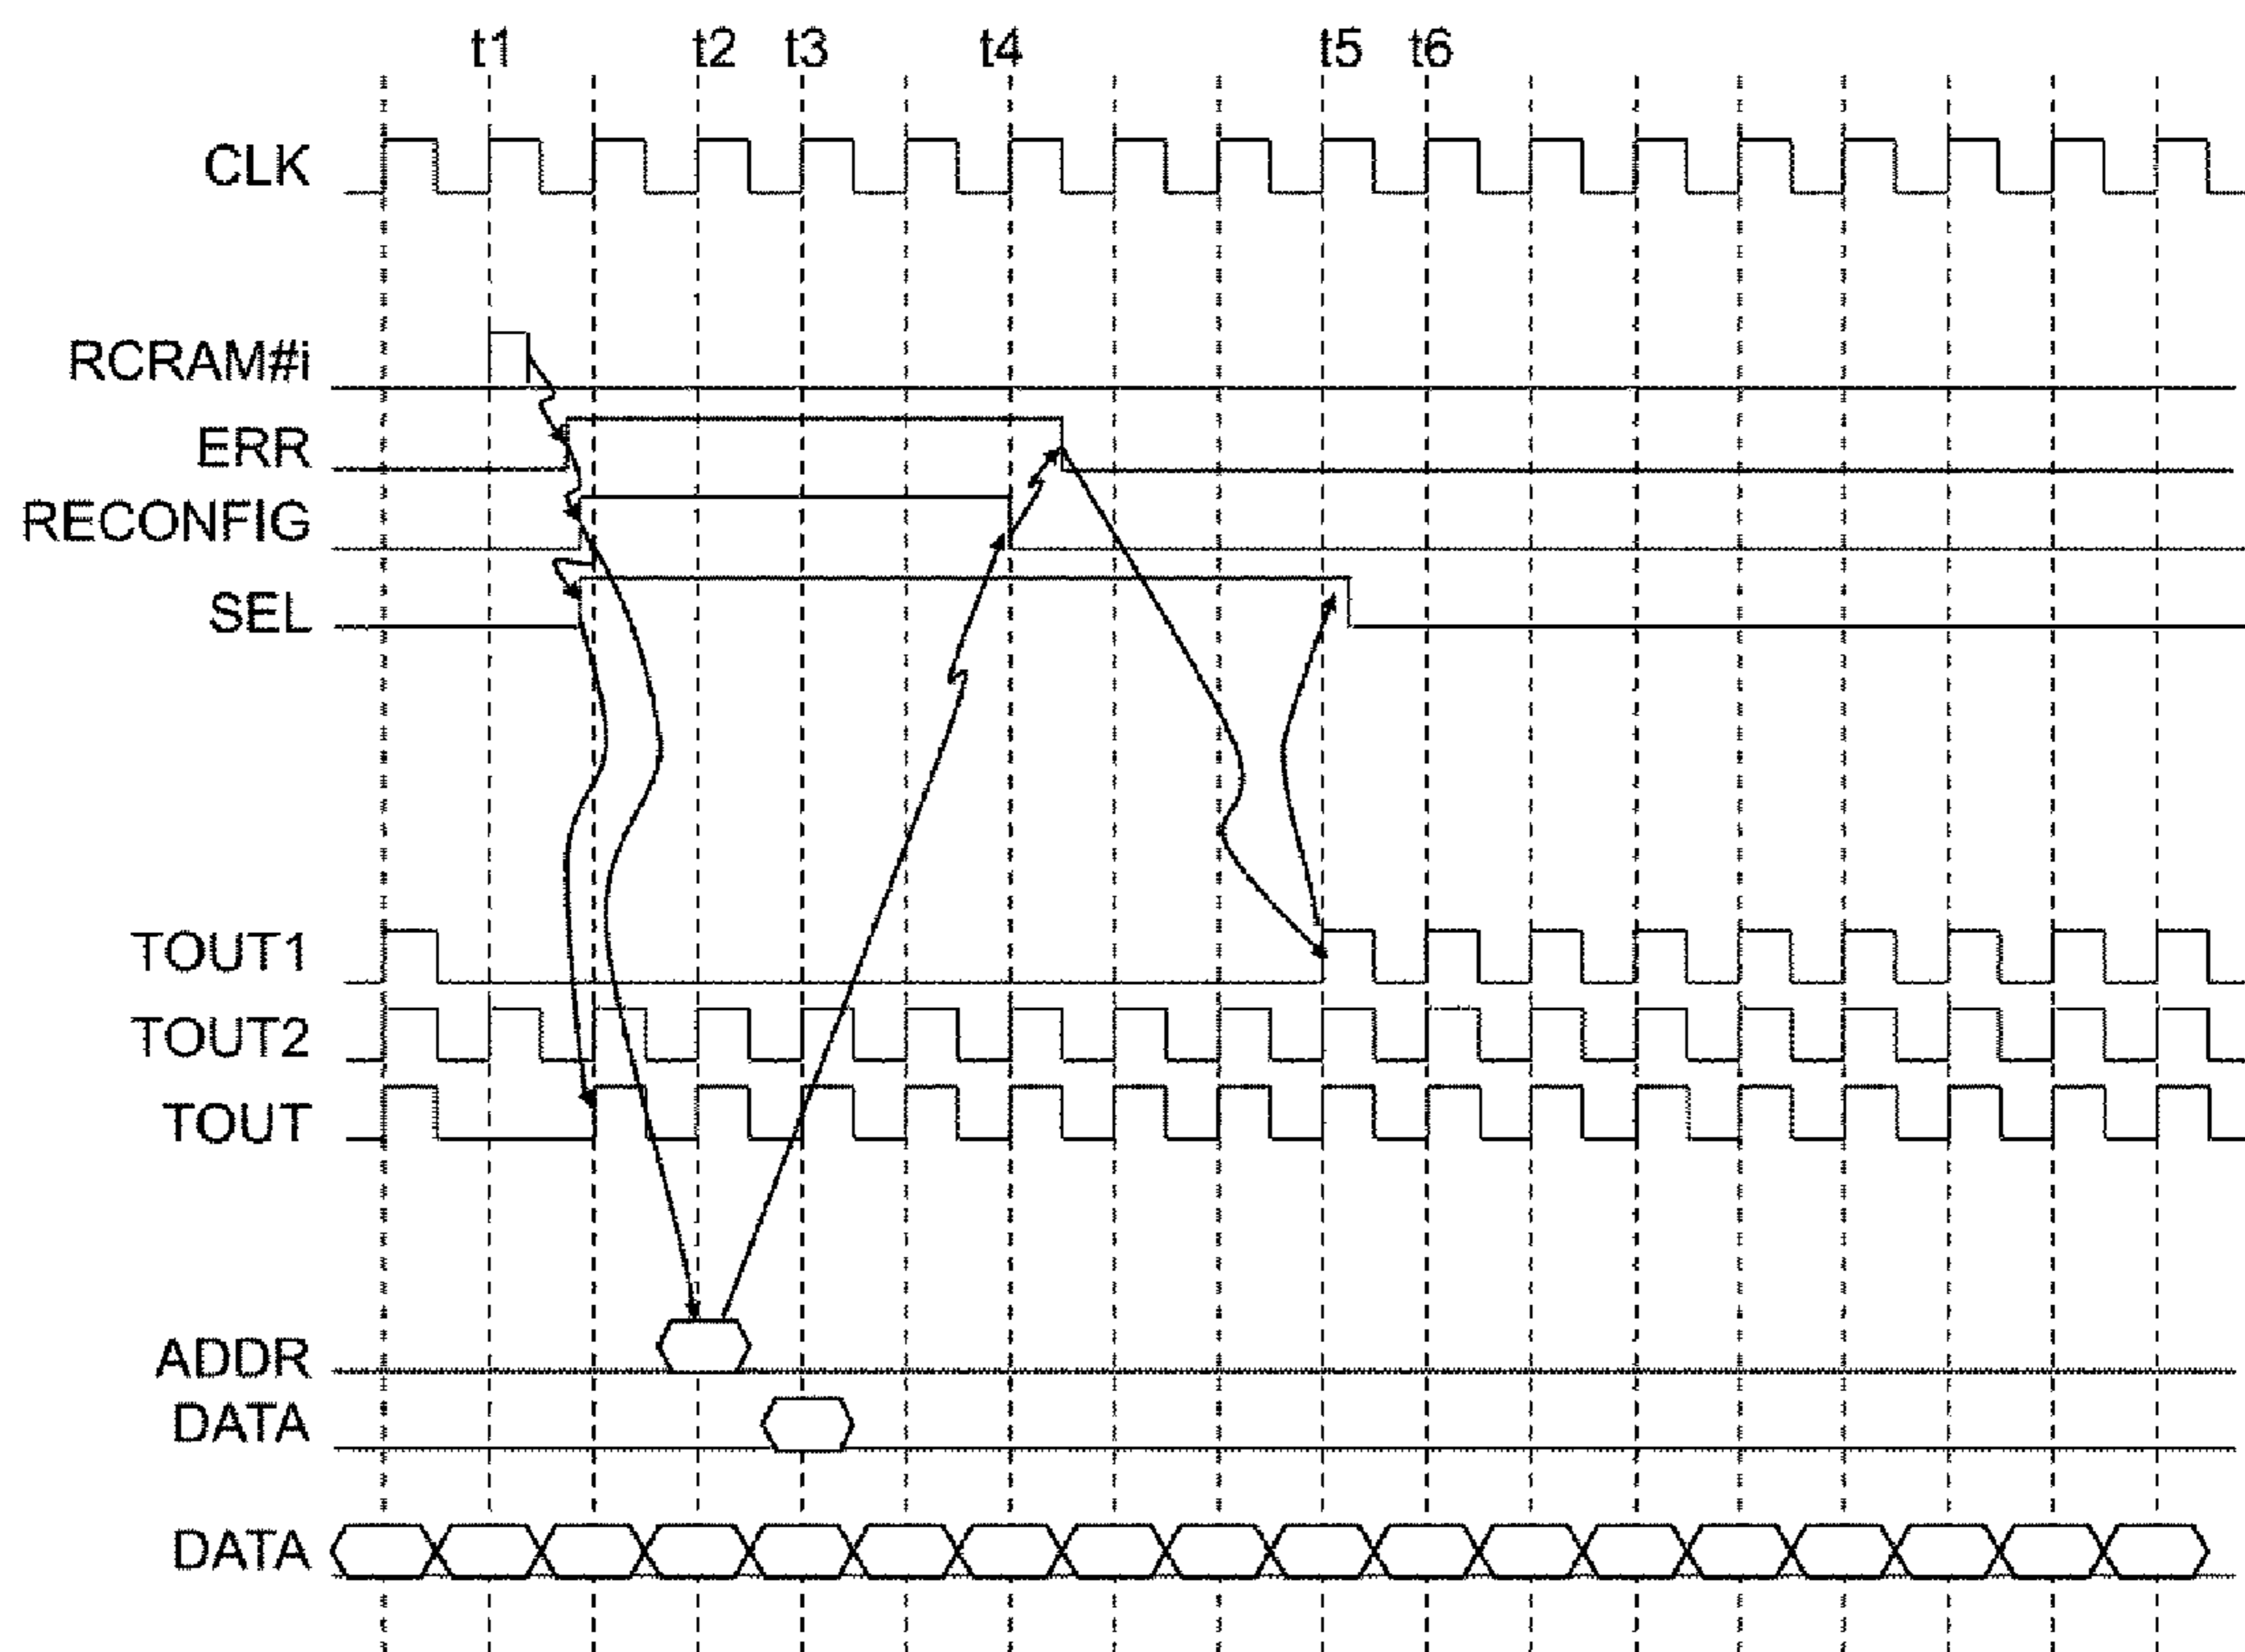 t1 t2 t3 t4 t5 t6
CLK
RCRAM#i
ERR
RECONFIG
SEL
TOUT1
TOUT2
TOUT
ADDR
DATA
DATA